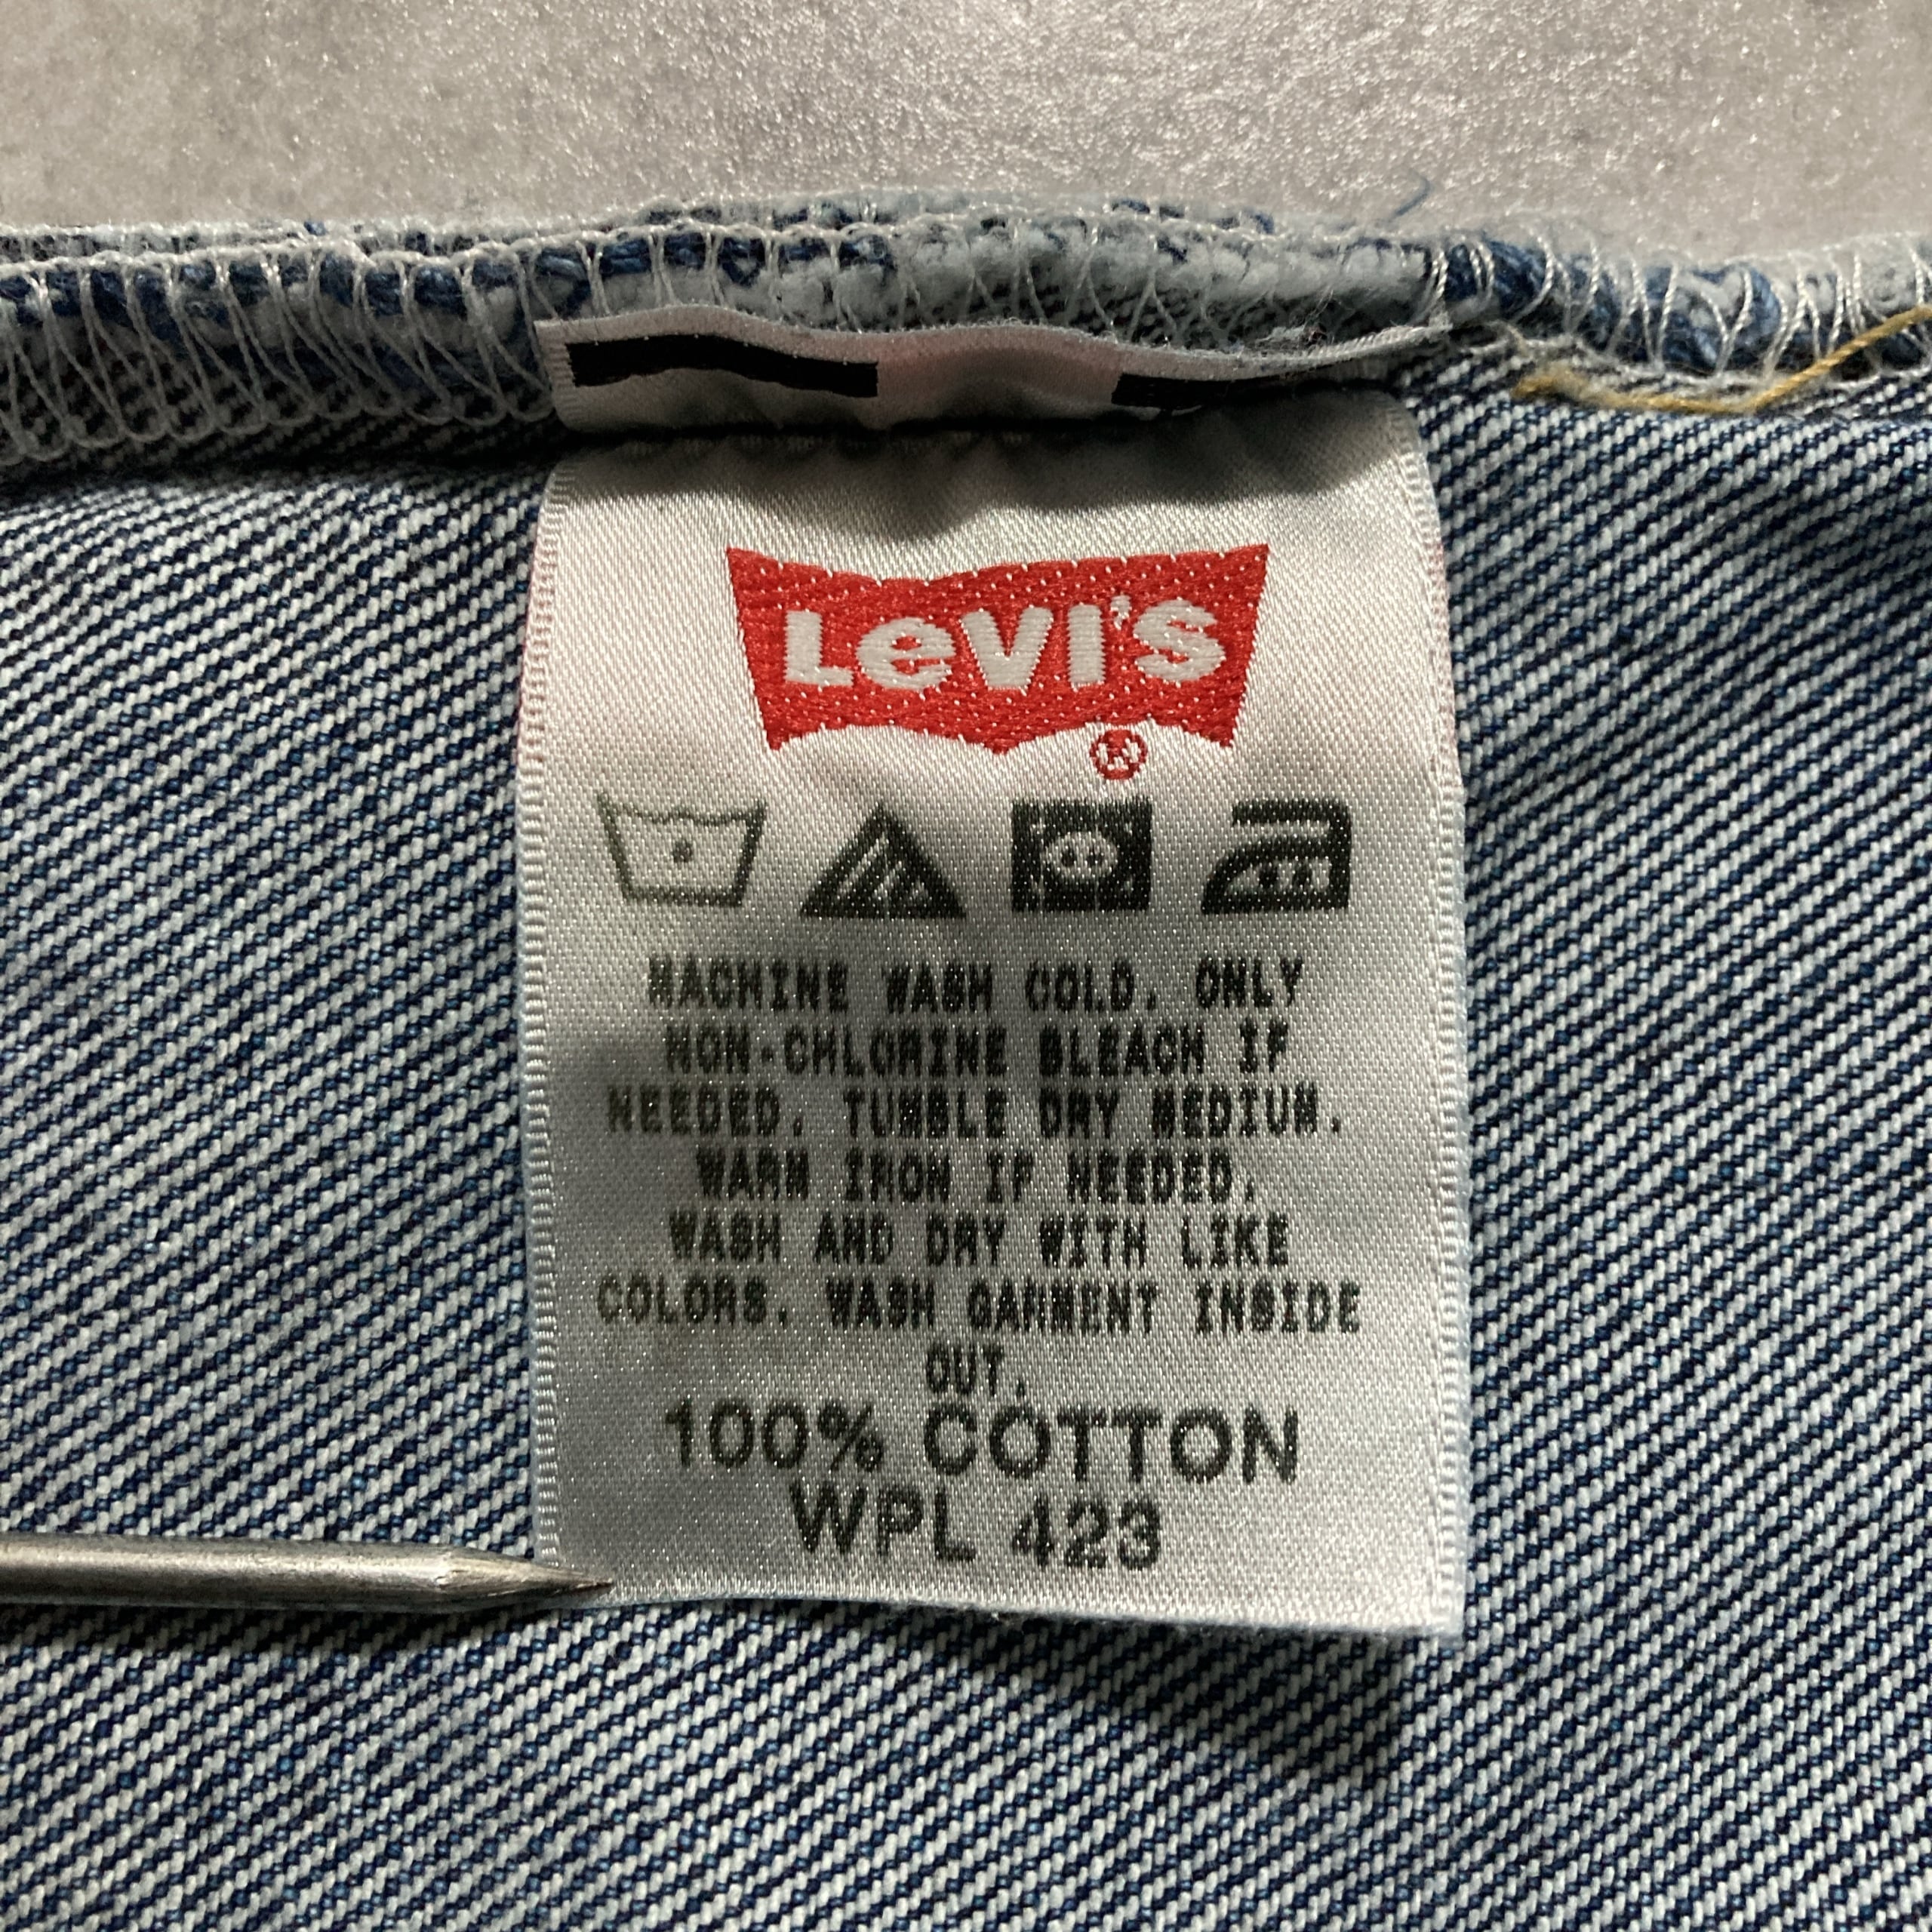 LEVI'S
®
MACHINE WASH COLD. ONLY
NON-CHLORINE BLEACH IF
NEEDED. TUMBLE DRY MEDIUM.
WARM IRON IF NEEDED.
WASH AND DRY WITH LIKE
COLORS. WASH GARMENT INSIDE
OUT.
100% COTTON
WPL 423